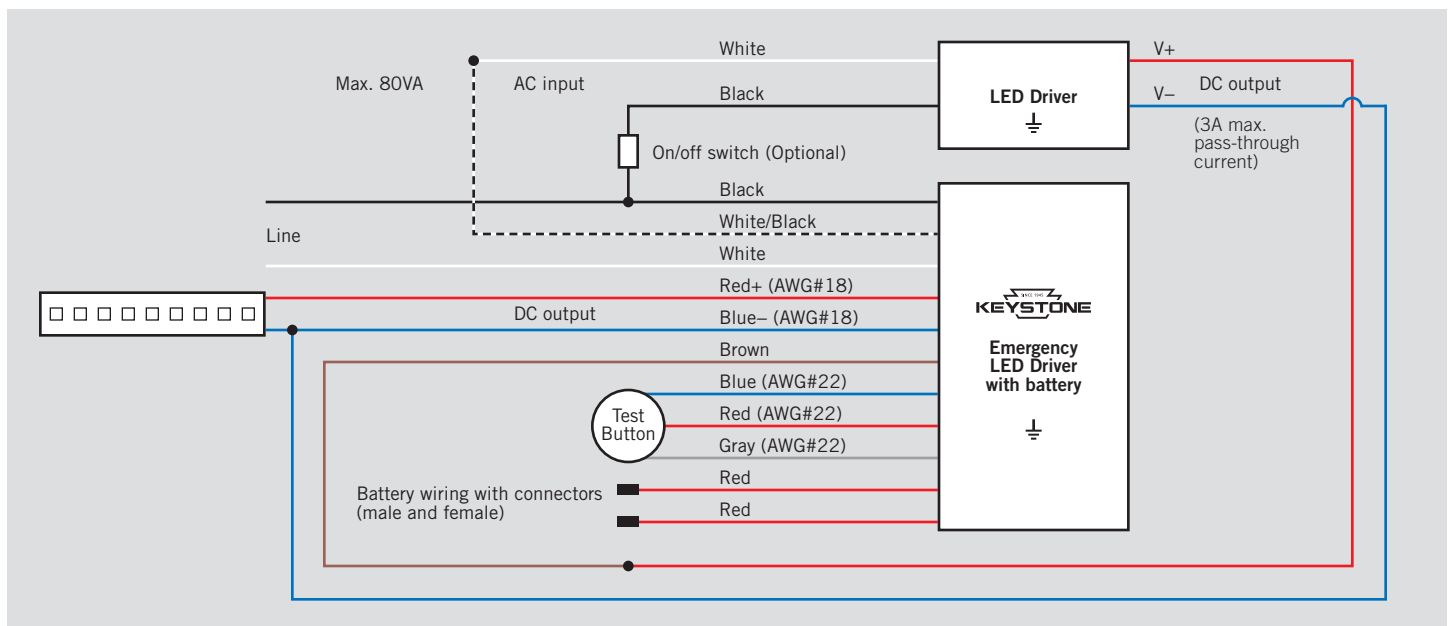 White
V+
Max. 80VA
AC input
DC output
Black
V–
LED Driver
(3A max.
pass-through
current)
On/off switch (Optional)
Black
White/Black
Line
White
Red+ (AWG#18)
DC output
Blue– (AWG#18)
SINCE 1945
KEYSTONE
Brown
Emergency
LED Driver
with battery
Blue (AWG#22)
Test
Button
Red (AWG#22)
Gray (AWG#22)
Red
Battery wiring with connectors
(male and female)
Red